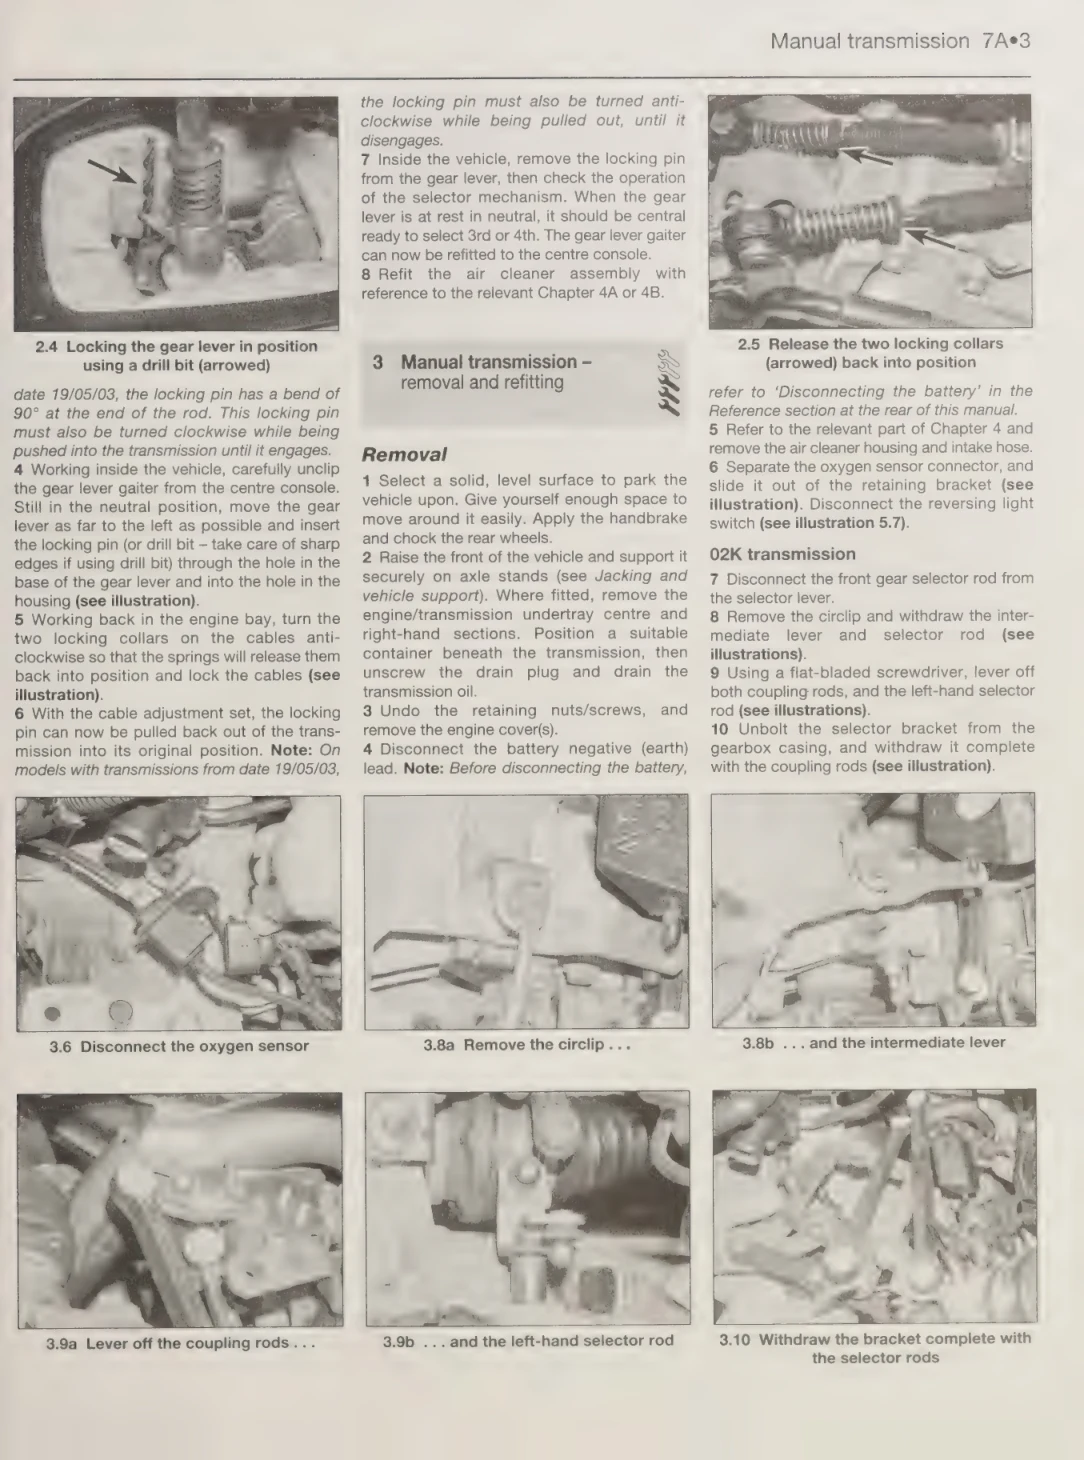 Manual transmission 7A•3
2.4 Locking the gear lever in position
using a drill bit (arrowed)
date 19/05/03, the locking pin has a bend of
90° at the end of the rod. This locking pin
must also be turned clockwise while being
pushed into the transmission until it engages.
4 Working inside the vehicle, carefully unclip
the gear lever gaiter from the centre console.
Still in the neutral position, move the gear
lever as far to the left as possible and insert
the locking pin (or drill bit – take care of sharp
edges if using drill bit) through the hole in the
base of the gear lever and into the hole in the
housing (see illustration).
5 Working back in the engine bay, turn the
two locking collars on the cables anti-
clockwise so that the springs will release them
back into position and lock the cables (see
illustration).
6 With the cable adjustment set, the locking
pin can now be pulled back out of the trans-
mission into its original position. Note: On
models with transmissions from date 19/05/03,
the locking pin must also be turned anti-
clockwise while being pulled out, until it
disengages.
7 Inside the vehicle, remove the locking pin
from the gear lever, then check the operation
of the selector mechanism. When the gear
lever is at rest in neutral, it should be central
ready to select 3rd or 4th. The gear lever gaiter
can now be refitted to the centre console.
8 Refit the air cleaner assembly with
reference to the relevant Chapter 4A or 4B.
3 Manual transmission –
removal and refitting
Removal
1 Select a solid, level surface to park the
vehicle upon. Give yourself enough space to
move around it easily. Apply the handbrake
and chock the rear wheels.
2 Raise the front of the vehicle and support it
securely on axle stands (see Jacking and
vehicle support). Where fitted, remove the
engine/transmission undertray centre and
right-hand sections. Position a suitable
container beneath the transmission, then
unscrew the drain plug and drain the
transmission oil.
3 Undo the retaining nuts/screws, and
remove the engine cover(s).
4 Disconnect the battery negative (earth)
lead. Note: Before disconnecting the battery,
2.5 Release the two locking collars
(arrowed) back into position
refer to ‘Disconnecting the battery’ in the
Reference section at the rear of this manual.
5 Refer to the relevant part of Chapter 4 and
remove the air cleaner housing and intake hose.
6 Separate the oxygen sensor connector, and
slide it out of the retaining bracket (see
illustration). Disconnect the reversing light
switch (see illustration 5.7).
02K transmission
7 Disconnect the front gear selector rod from
the selector lever.
8 Remove the circlip and withdraw the inter-
mediate lever and selector rod (see
illustrations).
9 Using a flat-bladed screwdriver, lever off
both coupling rods, and the left-hand selector
rod (see illustrations).
10 Unbolt the selector bracket from the
gearbox casing, and withdraw it complete
with the coupling rods (see illustration).
3.6 Disconnect the oxygen sensor
3.8a Remove the circlip . . .
3.8b . . . and the intermediate lever
3.9a Lever off the coupling rods . . .
3.9b . . . and the left-hand selector rod
3.10 Withdraw the bracket complete with
the selector rods